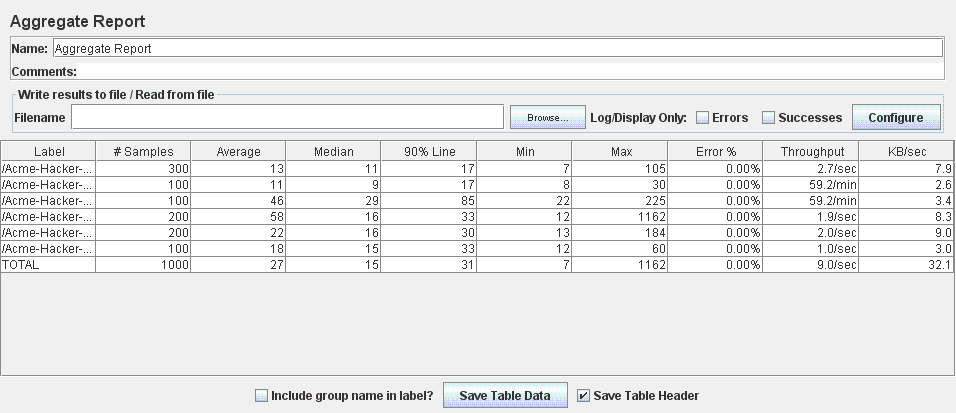 Aggregate Report
Name: Aggregate Report
Comments:
Write results to file / Read from file
Filename Browse... Log/Display Only: Errors Successes Configure
Label # Samples Average Median 90% Line Min Max Error % Throughput KB/sec
/Acme-Hacker-... 300 13 11 17 7 105 0.00% 2.7/sec 7.9
/Acme-Hacker-... 100 11 9 17 8 30 0.00% 59.2/min 2.6
/Acme-Hacker-... 100 46 29 85 22 225 0.00% 59.2/min 3.4
/Acme-Hacker-... 200 58 16 33 12 1162 0.00% 1.9/sec 8.3
/Acme-Hacker-... 200 22 16 30 13 184 0.00% 2.0/sec 9.0
/Acme-Hacker-... 100 18 15 33 12 60 0.00% 1.0/sec 3.0
TOTAL 1000 27 15 31 7 1162 0.00% 9.0/sec 32.1
Include group name in label? Save Table Data Save Table Header